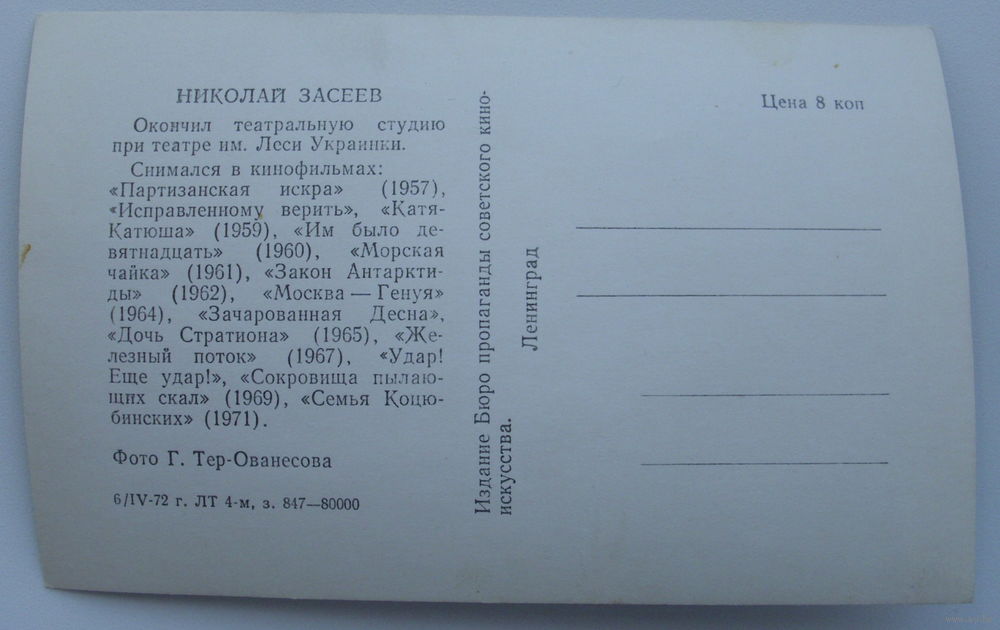 НИКОЛАЙ ЗАСЕЕВ
Окончил театральную студию
при театре им. Леси Украинки.
Снимался в кинофильмах:
«Партизанская искра» (1957),
«Исправленному верить», «Катя-
Катюша» (1959), «Им было де-
вятнадцать» (1960), «Морская
чайка» (1961), «Закон Антаркти-
ды» (1962), «Москва — Генуя»
(1964), «Зачарованная Десна»,
«Дочь Стратиона» (1965), «Же-
лезный поток» (1967), «Удар!
Еще удар!», «Сокровища пылаю-
щих скал» (1969), «Семья Коцю-
бинских» (1971).
Фото Г. Тер-Ованесова
6/IV-72 г. ЛТ 4-м, з. 847—80000
Издание Бюро пропаганды советского кино-
искусства.
Ленинград
Цена 8 коп